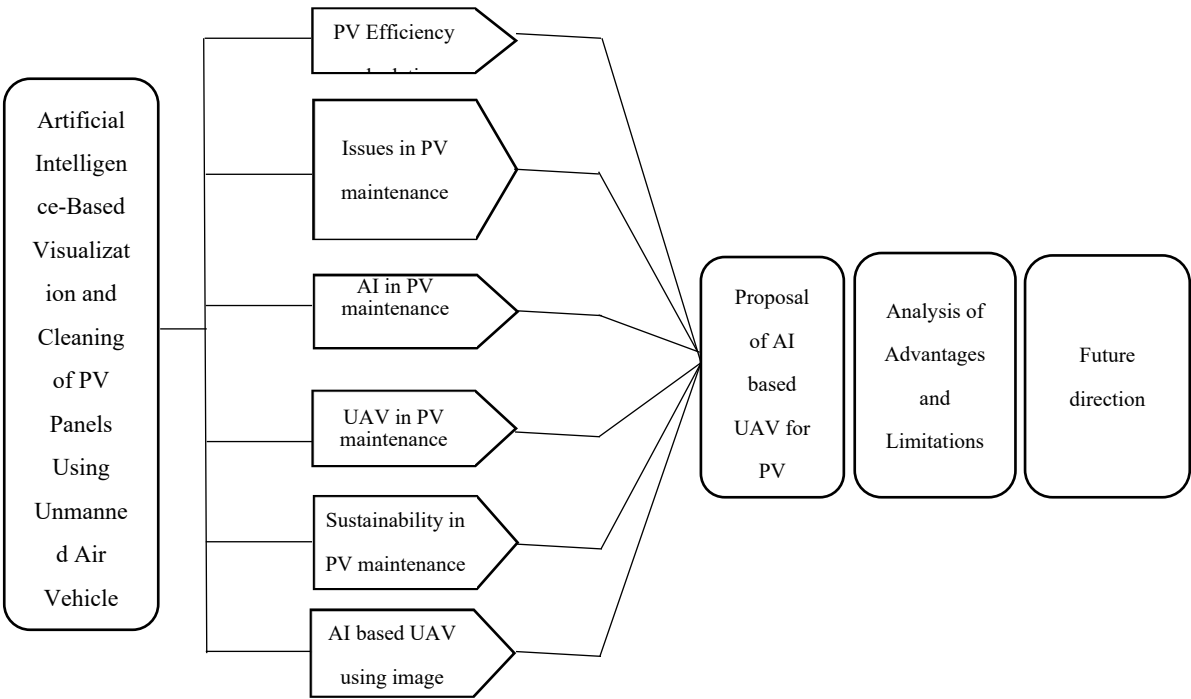 Artificial
Intelligen
ce-Based
Visualizat
ion and
Cleaning
of PV
Panels
Using
Unmanne
d Air
Vehicle
PV Efficiency
Issues in PV
maintenance
AI in PV
maintenance
UAV in PV
maintenance
Sustainability in
PV maintenance
AI based UAV
using image
Proposal
of AI
based
UAV for
PV
Analysis of
Advantages
and
Limitations
Future
direction